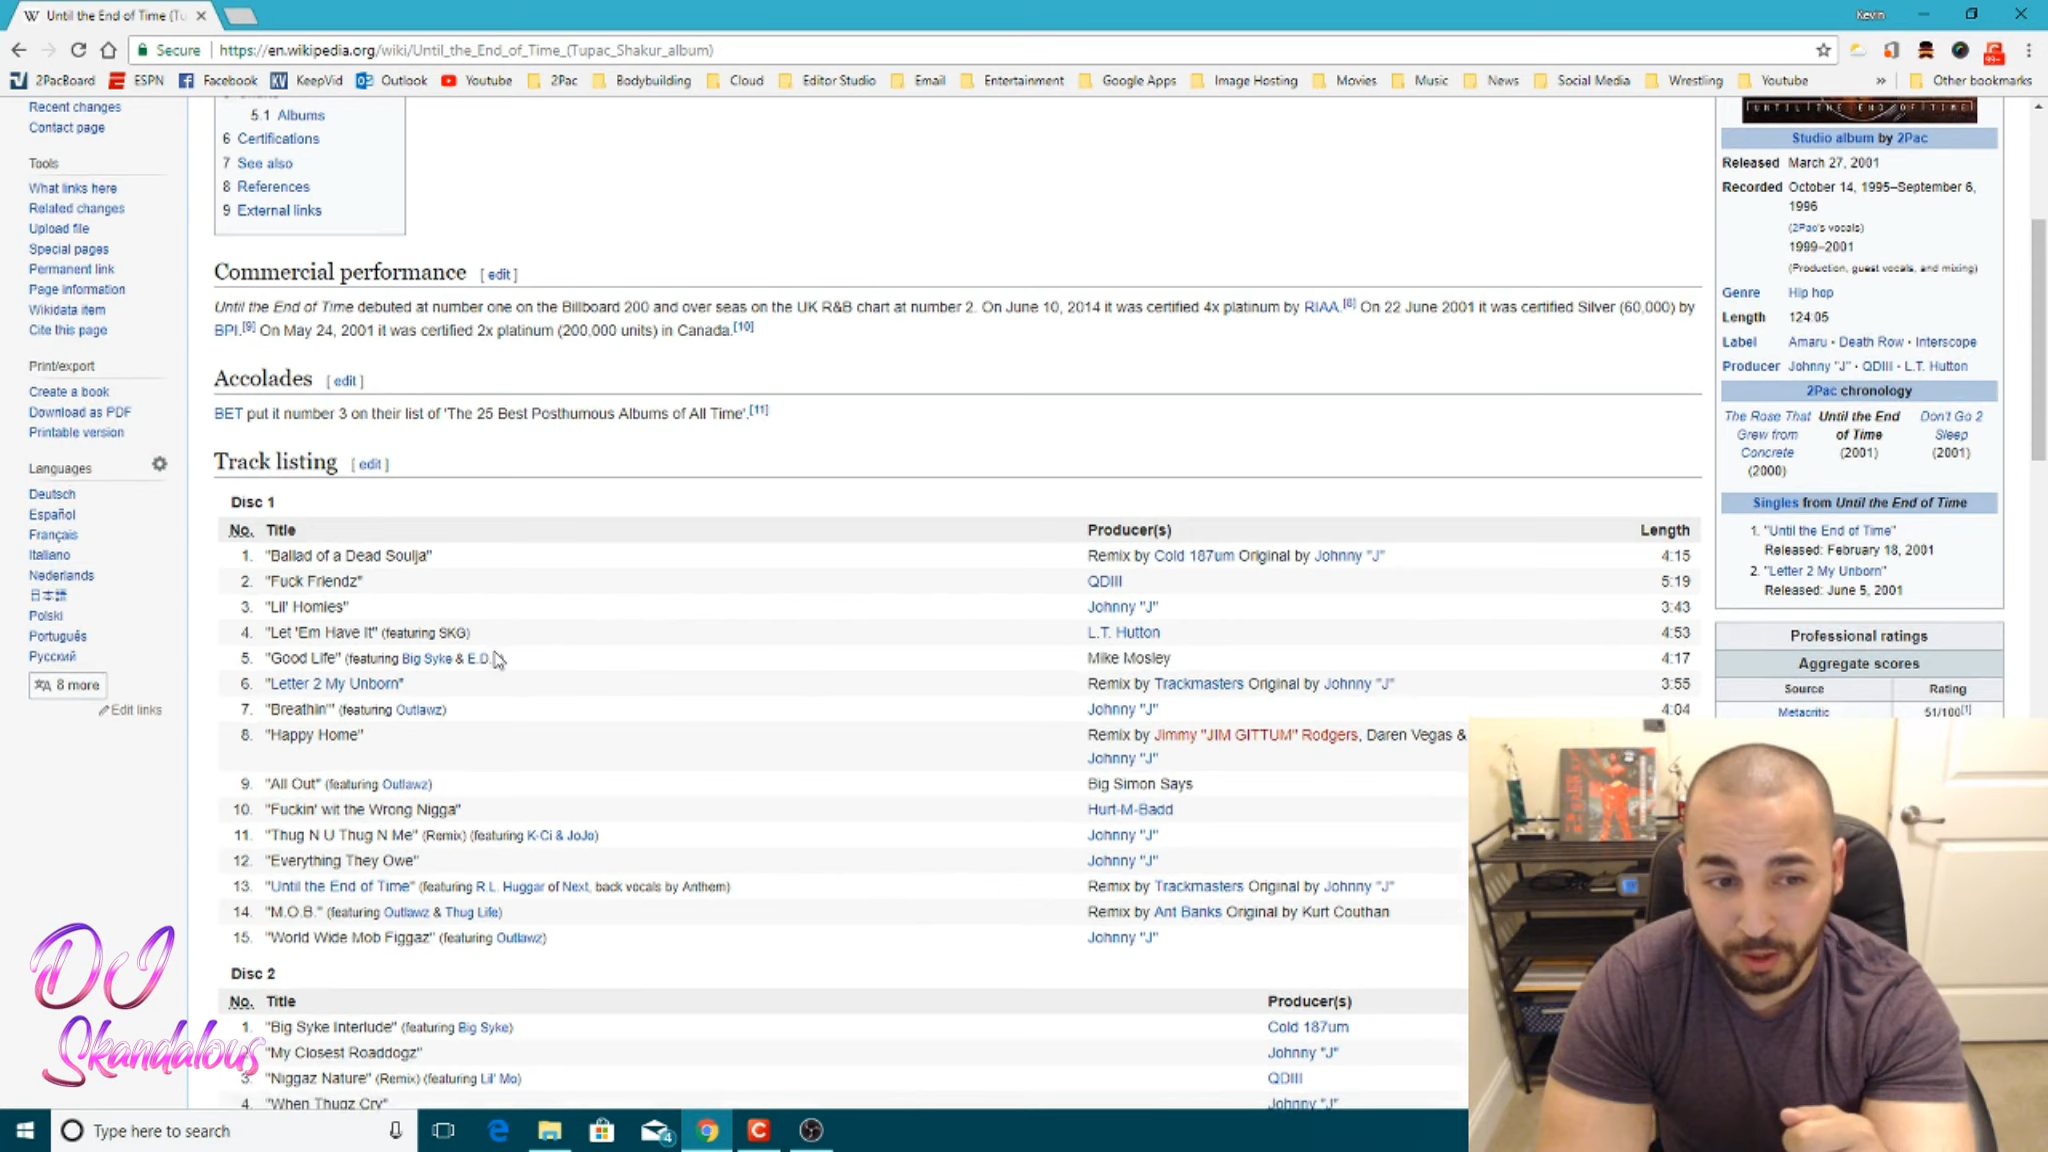 Until the End of Time (Tu
Kevin
Secure
https://en.wikipedia.org/wiki/Until_the_End_of_Time_(Tupac_Shakur_album)
2PacBoard ESPN Facebook KeepVid Outlook Youtube 2Pac Bodybuilding Cloud Editor Studio Email Entertainment Google Apps Image Hosting Movies Music News Social Media Wrestling Youtube » Other bookmarks
Recent changes
Contact page
Tools
What links here
Related changes
Upload file
Special pages
Permanent link
Page information
Wikidata item
Cite this page
Print/export
Create a book
Download as PDF
Printable version
Languages
Deutsch
Español
Français
Italiano
Nederlands
日本語
Polski
Português
Русский
8 more
Edit links
5.1 Albums
6 Certifications
7 See also
8 References
9 External links
Commercial performance [ edit ]
Until the End of Time debuted at number one on the Billboard 200 and over seas on the UK R&B chart at number 2. On June 10, 2014 it was certified 4x platinum by RIAA.[8] On 22 June 2001 it was certified Silver (60,000) by
BPI.[9] On May 24, 2001 it was certified 2x platinum (200,000 units) in Canada.[10]
Accolades [ edit ]
BET put it number 3 on their list of 'The 25 Best Posthumous Albums of All Time'.[11]
Track listing [ edit ]
Disc 1
No. Title Producer(s) Length
1. "Ballad of a Dead Soulja" Remix by Cold 187um Original by Johnny "J" 4:15
2. "Fuck Friendz" QDIII 5:19
3. "Lil' Homies" Johnny "J" 3:43
4. "Let 'Em Have It" (featuring SKG) L.T. Hutton 4:53
5. "Good Life" (featuring Big Syke & E.D. Mike Mosley 4:17
6. "Letter 2 My Unborn" Remix by Trackmasters Original by Johnny "J" 3:55
7. "Breathin'" (featuring Outlawz) Johnny "J" 4:04
8. "Happy Home" Remix by Jimmy "JIM GITTUM" Rodgers, Daren Vegas &
Johnny "J"
9. "All Out" (featuring Outlawz) Big Simon Says
10. "Fuckin' wit the Wrong Nigga" Hurt-M-Badd
11. "Thug N U Thug N Me" (Remix) (featuring K-Ci & JoJo) Johnny "J"
12. "Everything They Owe" Johnny "J"
13. "Until the End of Time" (featuring R.L. Huggar of Next, back vocals by Anthem) Remix by Trackmasters Original by Johnny "J"
14. "M.O.B." (featuring Outlawz & Thug Life) Remix by Ant Banks Original by Kurt Couthan
15. "World Wide Mob Figgaz" (featuring Outlawz) Johnny "J"
Disc 2
No. Title Producer(s)
1. "Big Syke Interlude" (featuring Big Syke) Cold 187um
"My Closest Roaddogz" Johnny "J"
3. "Niggaz Nature" (Remix) (featuring Lil' Mo) QDIII
4. "When Thugz Cry" Johnny "J"
UNTIL THE END OF TIME
Studio album by 2Pac
Released March 27, 2001
Recorded October 14, 1995–September 6,
1996
(2Pac's vocals)
1999–2001
(Production, guest vocals, and mixing)
Genre Hip hop
Length 124:05
Label Amaru · Death Row · Interscope
Producer Johnny "J" · QDIII · L.T. Hutton
2Pac chronology
The Rose That Grew from Concrete (2000)
Until the End of Time (2001)
Don't Go 2 Sleep (2001)
Singles from Until the End of Time
1. "Until the End of Time"
Released: February 18, 2001
2. "Letter 2 My Unborn"
Released: June 5, 2001
Professional ratings
Aggregate scores
Source Rating
Metacritic 51/100[1]
DJ
Skandalous
Type here to search
4